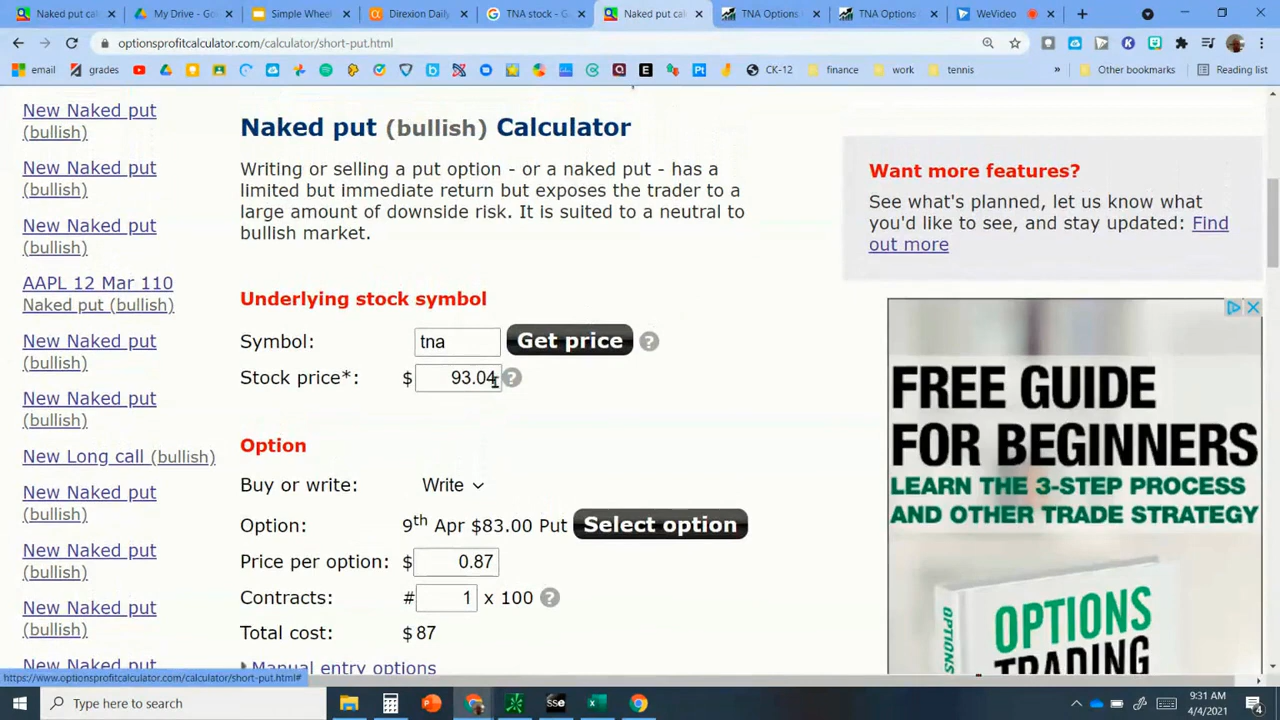 Naked put cal
My Drive - Go
Simple Whee
Direxion Daily
TNA stock - G
Naked put cal
TNA Options
TNA Options
WeVideo
optionsprofitcalculator.com/calculator/short-put.html
email
grades
CK-12
finance
work
tennis
»
Other bookmarks
Reading list
New Naked put
(bullish)
New Naked put
(bullish)
New Naked put
(bullish)
AAPL 12 Mar 110
Naked put (bullish)
New Naked put
(bullish)
New Naked put
(bullish)
New Long call (bullish)
New Naked put
(bullish)
New Naked put
(bullish)
New Naked put
(bullish)
New Naked put
Naked put (bullish) Calculator
Writing or selling a put option - or a naked put - has a
limited but immediate return but exposes the trader to a
large amount of downside risk. It is suited to a neutral to
bullish market.
Underlying stock symbol
Symbol: tna Get price ?
Stock price*: $ 93.04 ?
Option
Buy or write: Write
Option: 9th Apr $83.00 Put Select option
Price per option: $ 0.87
Contracts: # 1 x 100 ?
Total cost: $ 87
Manual entry options
Want more features?
See what's planned, let us know what
you'd like to see, and stay updated: Find
out more
FREE GUIDE
FOR BEGINNERS
LEARN THE 3-STEP PROCESS
AND OTHER TRADE STRATEGY
OPTIONS
TRADING
OPTIONS
https://www.optionsprofitcalculator.com/calculator/short-put.html#
Type here to search
SSE
9:31 AM
4/4/2021
4